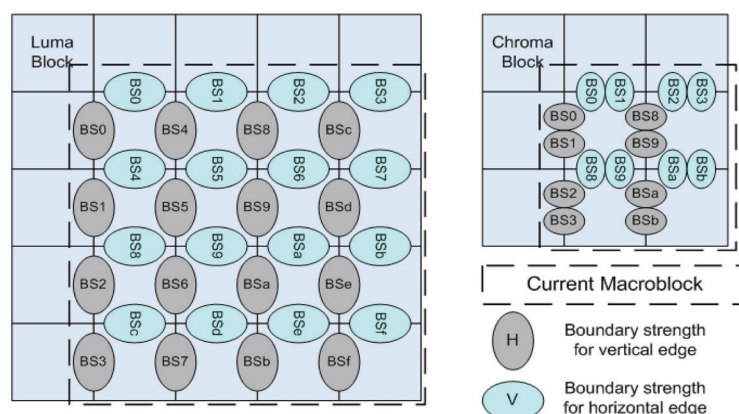 Luma
Block
BS0 BS1 BS2 BS3
BS0 BS4 BS8 BSc
BS4 BS5 BS6 BS7
BS1 BS5 BS9 BSd
BS8 BS9 BSa BSb
BS2 BS6 BSa BSe
BSc BSd BSe BSf
BS3 BS7 BSb BSf
Chroma
Block
BS0 BS1 BS2 BS3
BS0 BS8
BS1 BS9
BS8 BS9 BSa BSb
BS2 BSa
BS3 BSb
Current Macroblock
H
Boundary strength
for vertical edge
V
Boundary strength
for horizontal edge